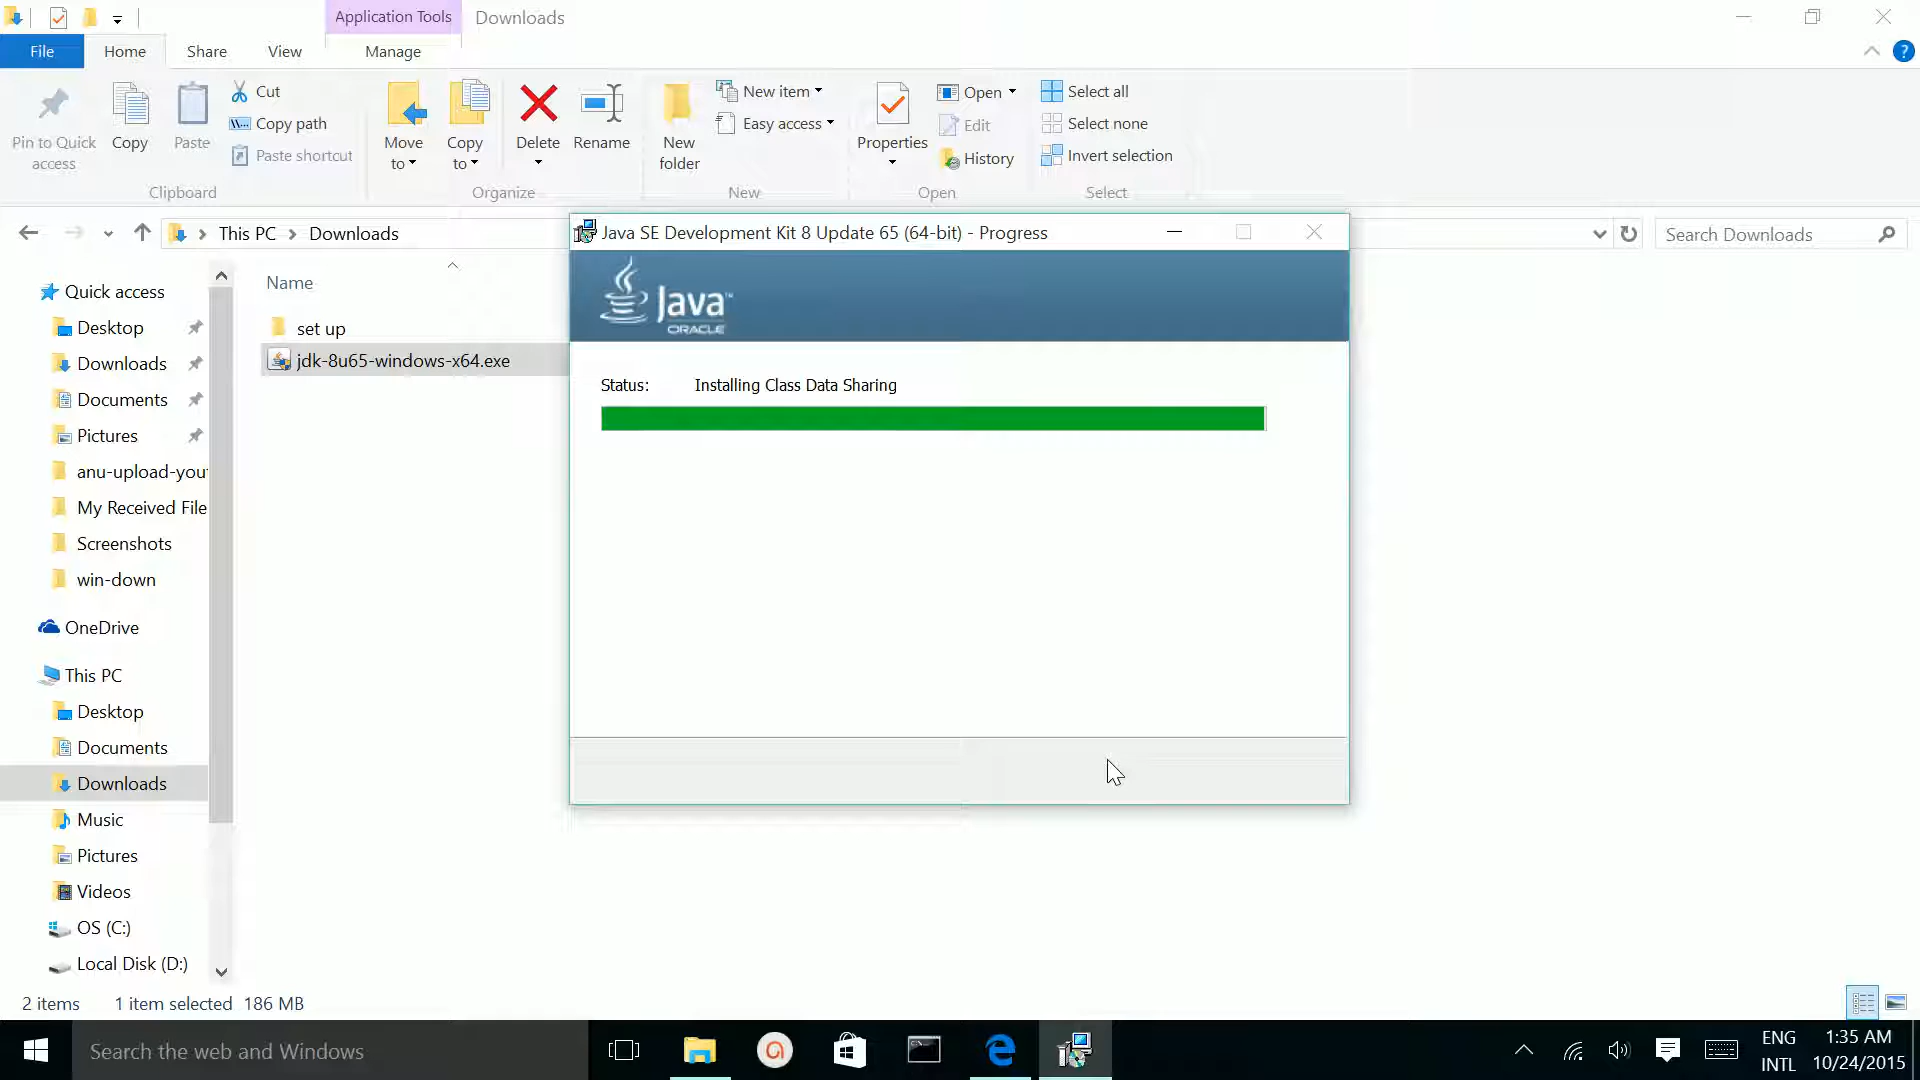 Application Tools
Downloads
File
Home
Share
View
Manage
Pin to Quick
access
Copy
Paste
Cut
Copy path
Paste shortcut
Clipboard
Move
to
Copy
to
Delete
Rename
Organize
New
folder
New item
Easy access
New
Properties
Open
Edit
History
Open
Select all
Select none
Invert selection
Select
This PC
Downloads
Search Downloads
Quick access
Desktop
Downloads
Documents
Pictures
anu-upload-you
My Received File
Screenshots
win-down
OneDrive
This PC
Desktop
Documents
Downloads
Music
Pictures
Videos
OS (C:)
Local Disk (D:)
Name
set up
jdk-8u65-windows-x64.exe
Java SE Development Kit 8 Update 65 (64-bit) - Progress
Java™
ORACLE
Status: Installing Class Data Sharing
2 items 1 item selected 186 MB
Search the web and Windows
ENG
INTL
1:35 AM
10/24/2015